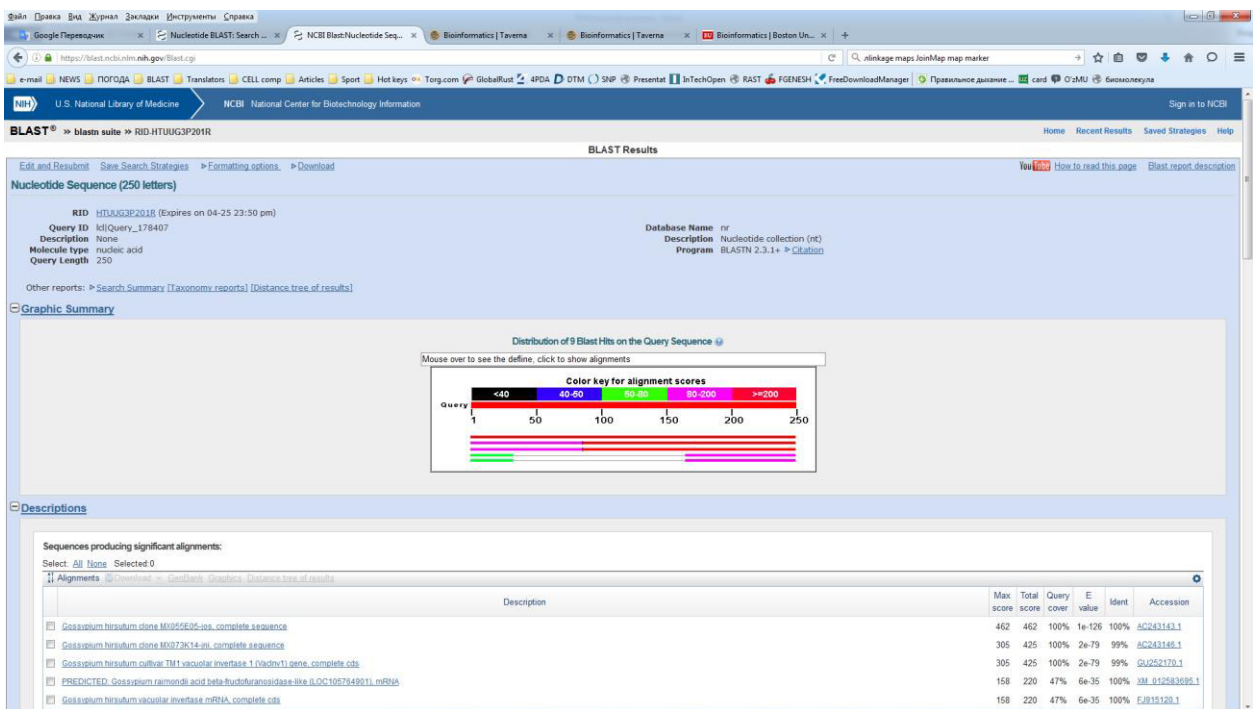 Файл Правка Вид Журнал Закладки Инструменты Справка
Google Переводчик × Nucleotide BLAST: Search ... × NCBI Blast:Nucleotide Seq... × Bioinformatics | Taverna × Bioinformatics | Taverna × BU Bioinformatics | Boston Un... × +
https://blast.ncbi.nlm.nih.gov/Blast.cgi nlinkage maps JoinMap map marker
e-mail NEWS ПОГОДА BLAST Translators CELL comp Articles Sport Hot keys Torg.com GlobalRust 4PDA DTM SNP Presentat InTechOpen RAST FGENESH FreeDownloadManager Правильное дыхание ... card O'zMU биомолекула
NIH U.S. National Library of Medicine NCBI National Center for Biotechnology Information Sign in to NCBI
BLAST® » blastn suite » RID-HTUUG3P201R Home Recent Results Saved Strategies Help
BLAST Results
Edit and Resubmit Save Search Strategies Formatting options Download YouTube How to read this page Blast report description
Nucleotide Sequence (250 letters)
RID HTUUG3P201R (Expires on 04-25 23:50 pm)
Query ID lcl|Query_178407 Database Name nr
Description None Description Nucleotide collection (nt)
Molecule type nucleic acid Program BLASTN 2.3.1+ Citation
Query Length 250
Other reports: Search Summary [Taxonomy reports] [Distance tree of results]
Graphic Summary
Distribution of 9 Blast Hits on the Query Sequence
Mouse over to see the define, click to show alignments
Color key for alignment scores
<40 40-50 50-80 80-200 >=200
Query
1 50 100 150 200 250
Descriptions
Sequences producing significant alignments:
Select: All None Selected:0
Alignments Download GenBank Graphics Distance tree of results
Description Max score Total score Query cover E value Ident Accession
Gossypium hirsutum clone MX055E05-jos, complete sequence 462 462 100% 1e-126 100% AC243143.1
Gossypium hirsutum clone MX073K14-jni, complete sequence 305 425 100% 2e-79 99% AC243146.1
Gossypium hirsutum cultivar TM1 vacuolar invertase 1 (VacInv1) gene, complete cds 305 425 100% 2e-79 99% GU252170.1
PREDICTED: Gossypium raimondii acid beta-fructofuranosidase-like (LOC105764901), mRNA 158 220 47% 6e-35 100% XM_012583695.1
Gossypium hirsutum vacuolar invertase mRNA, complete cds 158 220 47% 6e-35 100% FJ915120.1